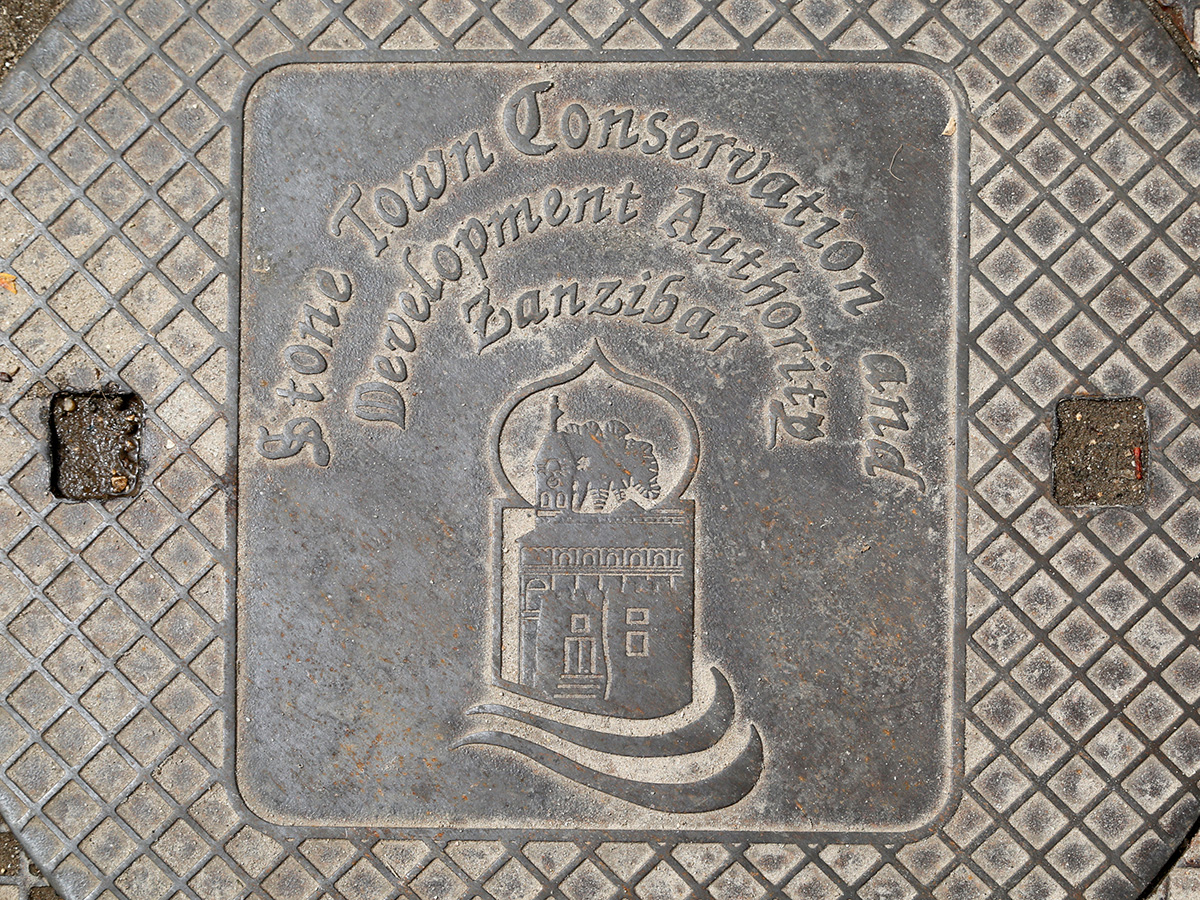 Stone Town Conservation and
Development Authority
Zanzibar